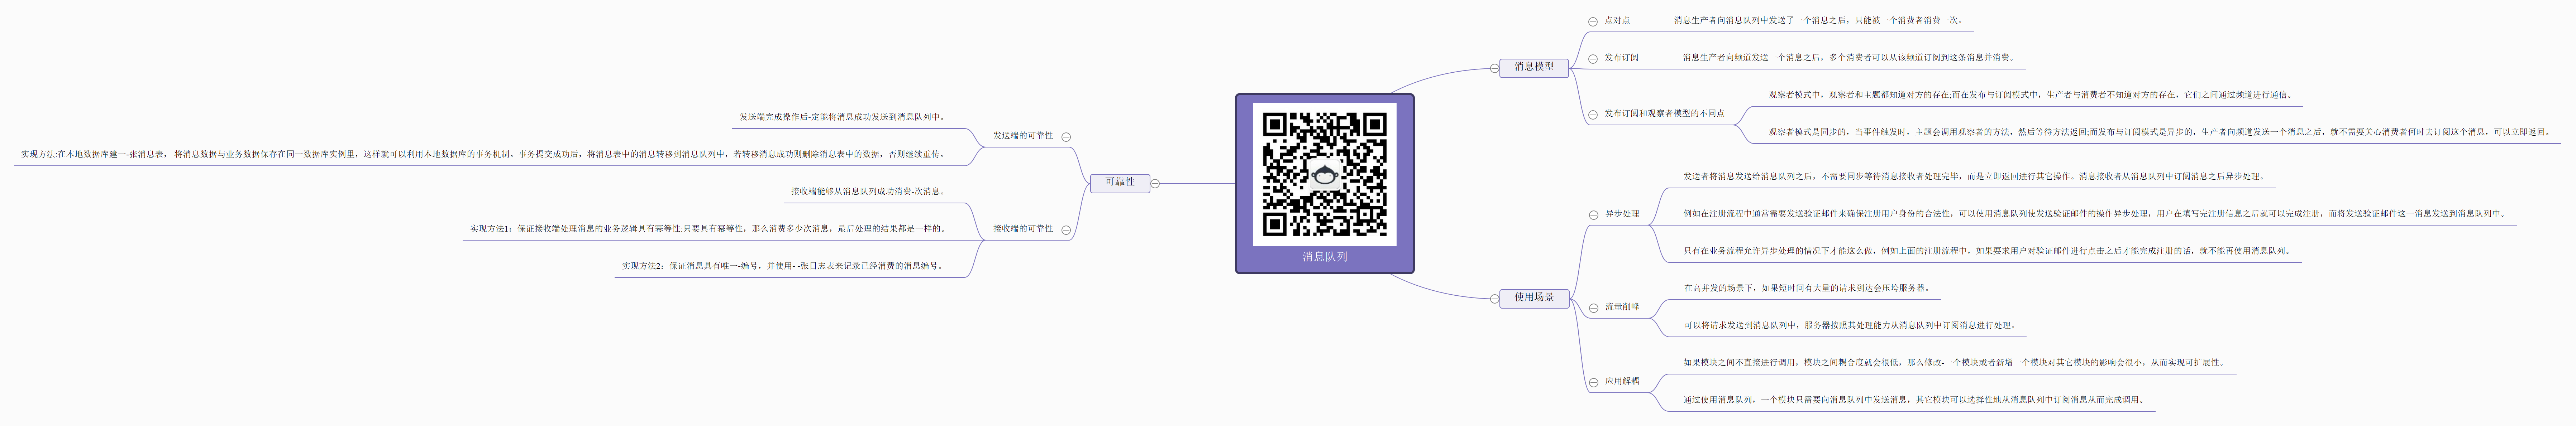 消息队列
消息模型
点对点
消息生产者向消息队列中发送了一个消息之后，只能被一个消费者消费一次。
发布订阅
消息生产者向频道发送一个消息之后，多个消费者可以从该频道订阅到这条消息并消费。
发布订阅和观察者模型的不同点
观察者模式中，观察者和主题都知道对方的存在;而在发布与订阅模式中，生产者与消费者不知道对方的存在，它们之间通过频道进行通信。
观察者模式是同步的，当事件触发时，主题会调用观察者的方法，然后等待方法返回;而发布与订阅模式是异步的，生产者向频道发送一个消息之后，就不需要关心消费者何时去订阅这个消息，可以立即返回。
使用场景
异步处理
发送者将消息发送给消息队列之后，不需要同步等待消息接收者处理完毕，而是立即返回进行其它操作。消息接收者从消息队列中订阅消息之后异步处理。
例如在注册流程中通常需要发送验证邮件来确保注册用户身份的合法性，可以使用消息队列使发送验证邮件的操作异步处理，用户在填写完注册信息之后就可以完成注册，而将发送验证邮件这一消息发送到消息队列中。
只有在业务流程允许异步处理的情况下才能这么做，例如上面的注册流程中，如果要求用户对验证邮件进行点击之后才能完成注册的话，就不能再使用消息队列。
流量削峰
在高并发的场景下，如果短时间有大量的请求到达会压垮服务器。
可以将请求发送到消息队列中，服务器按照其处理能力从消息队列中订阅消息进行处理。
应用解耦
如果模块之间不直接进行调用，模块之间耦合度就会很低，那么修改-一个模块或者新增一个模块对其它模块的影响会很小，从而实现可扩展性。
通过使用消息队列，一个模块只需要向消息队列中发送消息，其它模块可以选择性地从消息队列中订阅消息从而完成调用。
可靠性
发送端的可靠性
发送端完成操作后-定能将消息成功发送到消息队列中。
实现方法:在本地数据库建一-张消息表， 将消息数据与业务数据保存在同一数据库实例里，这样就可以利用本地数据库的事务机制。事务提交成功后，将消息表中的消息转移到消息队列中，若转移消息成功则删除消息表中的数据，否则继续重传。
接收端的可靠性
接收端能够从消息队列成功消费-次消息。
实现方法1：保证接收端处理消息的业务逻辑具有幂等性:只要具有幂等性，那么消费多少次消息，最后处理的结果都是一样的。
实现方法2：保证消息具有唯一-编号，并使用- -张日志表来记录已经消费的消息编号。